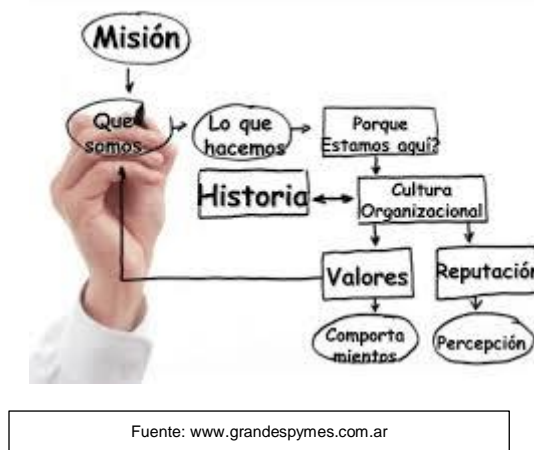 Misión
Que
somos
Lo que
hacemos
Porque
Estamos aquí?
Historia
Cultura
Organizacional
Valores
Reputación
Comporta
mientos
Percepción
Fuente: www.grandespymes.com.ar